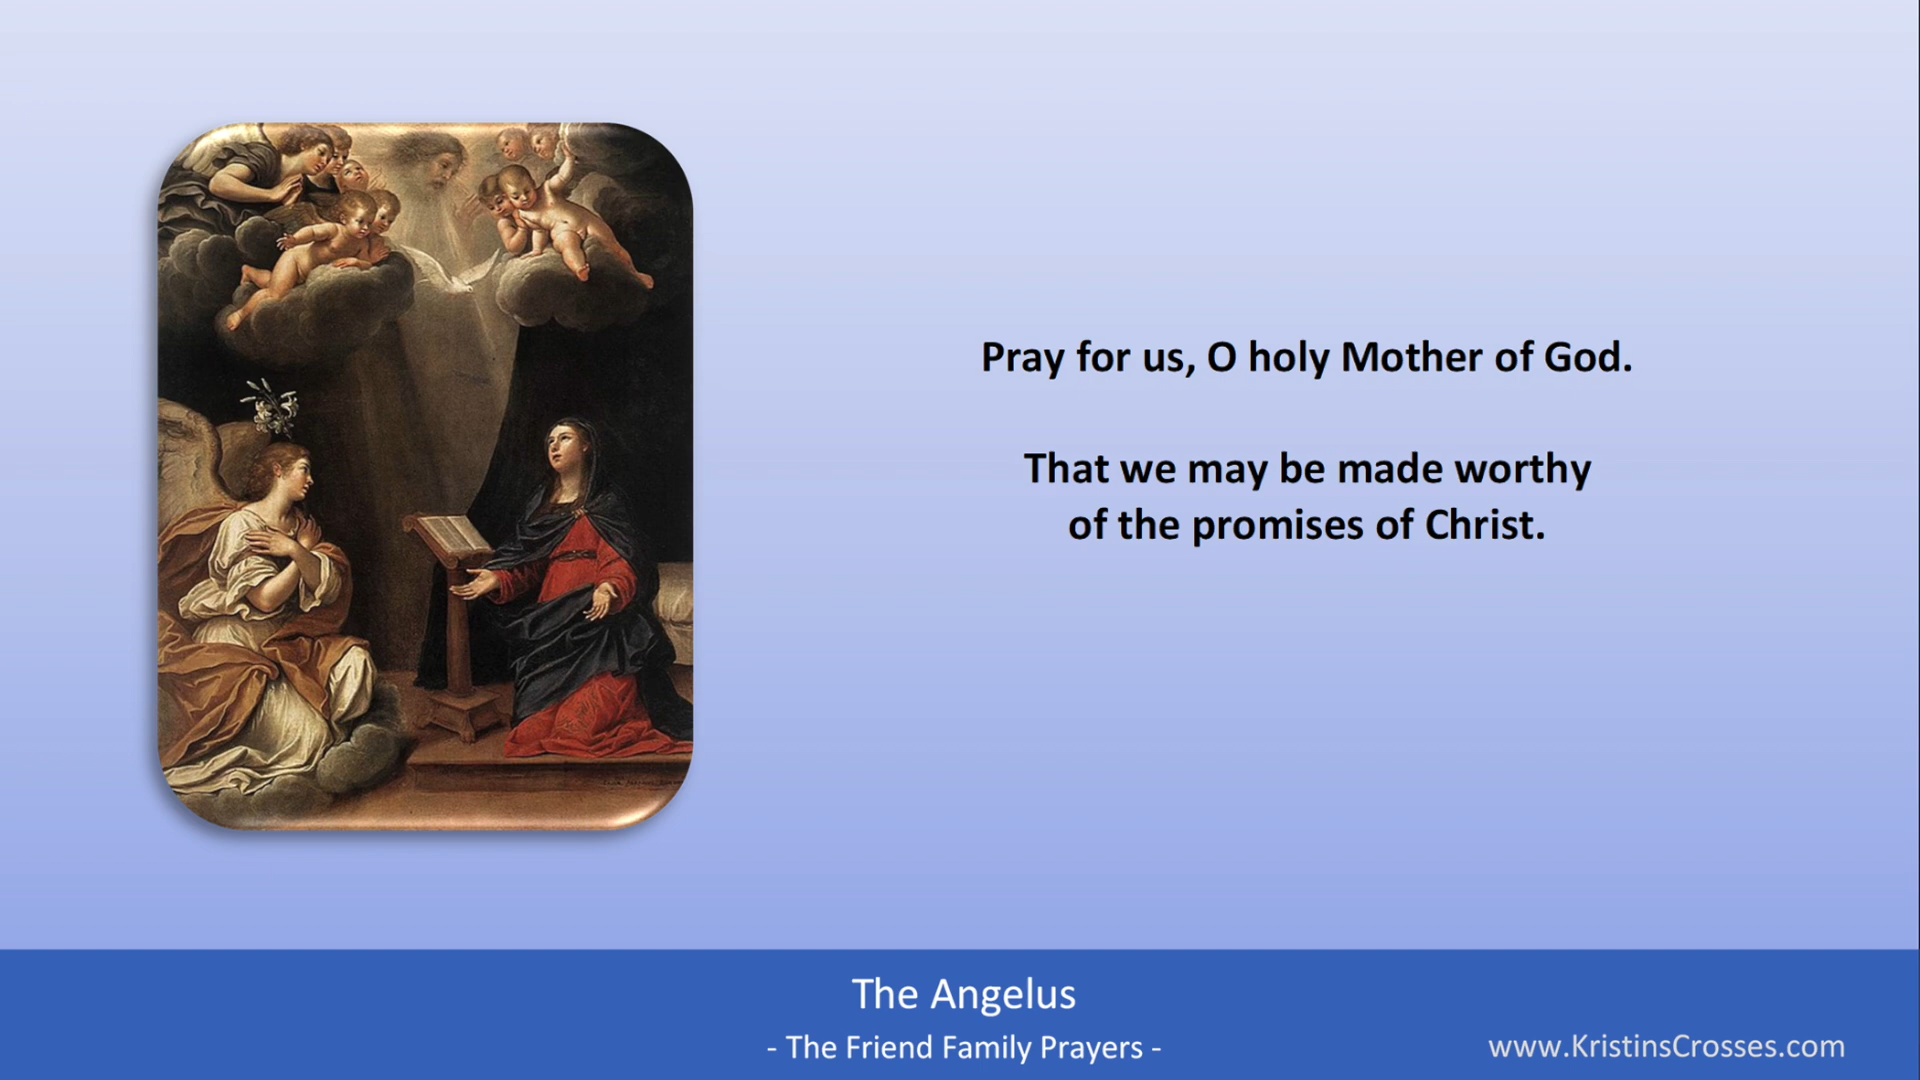 Pray for us, O holy Mother of God.
That we may be made worthy
of the promises of Christ.
The Angelus
- The Friend Family Prayers -
www.KristinsCrosses.com